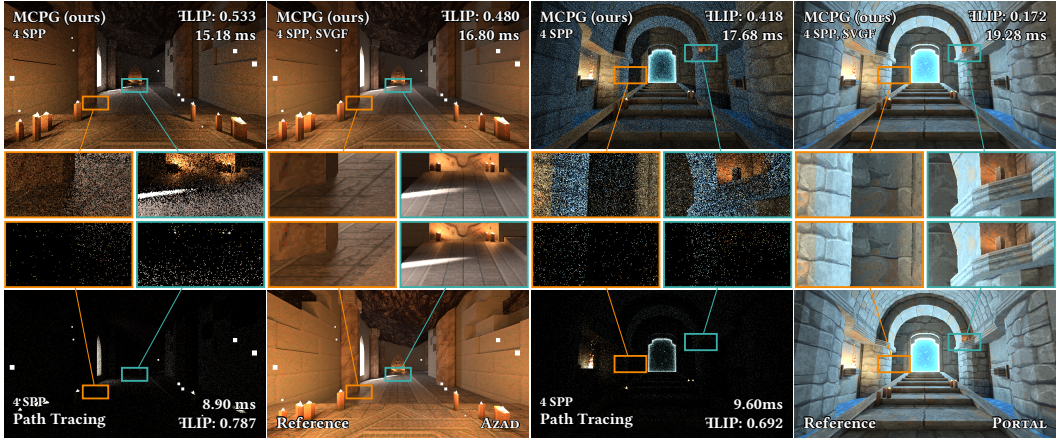 MCPG (ours)
4 SPP
ꟻLIP: 0.533
15.18 ms
MCPG (ours)
4 SPP, SVGF
ꟻLIP: 0.480
16.80 ms
MCPG (ours)
4 SPP
ꟻLIP: 0.418
17.68 ms
MCPG (ours)
4 SPP, SVGF
ꟻLIP: 0.172
19.28 ms
4 SPP
Path Tracing
8.90 ms
ꟻLIP: 0.787
Reference
AZAD
4 SPP
Path Tracing
9.60ms
ꟻLIP: 0.692
Reference
PORTAL